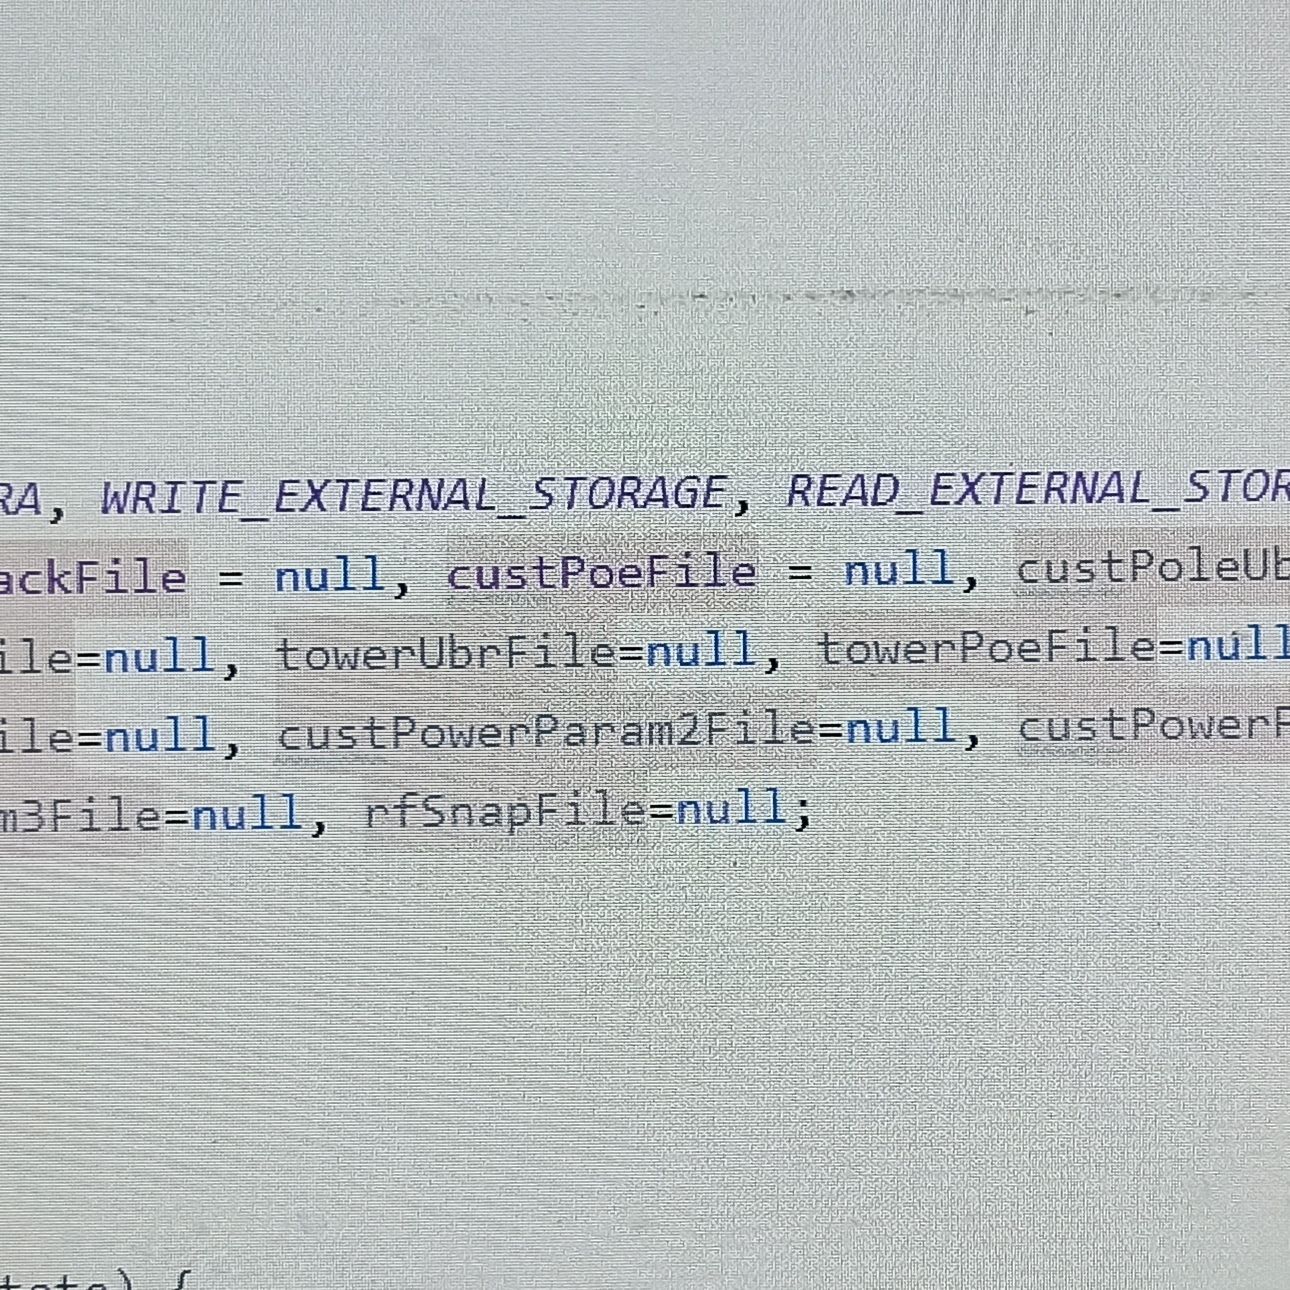 RA, WRITE_EXTERNAL_STORAGE, READ_EXTERNAL_STOR
ackFile = null, custPoeFile = null, custPoleUb
ile=null, towerUbrFile=null, towerPoeFile=null
ile=null, custPowerParam2File=null, custPowerP
m3File=null, rfSnapFile=null;